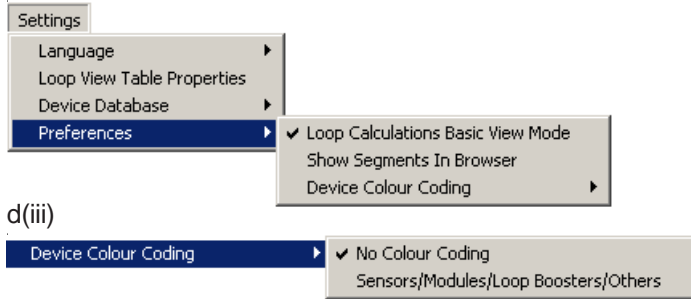 Settings
Language
Loop View Table Properties
Device Database
Preferences
Loop Calculations Basic View Mode
Show Segments In Browser
Device Colour Coding
d(iii)
Device Colour Coding
No Colour Coding
Sensors/Modules/Loop Boosters/Others